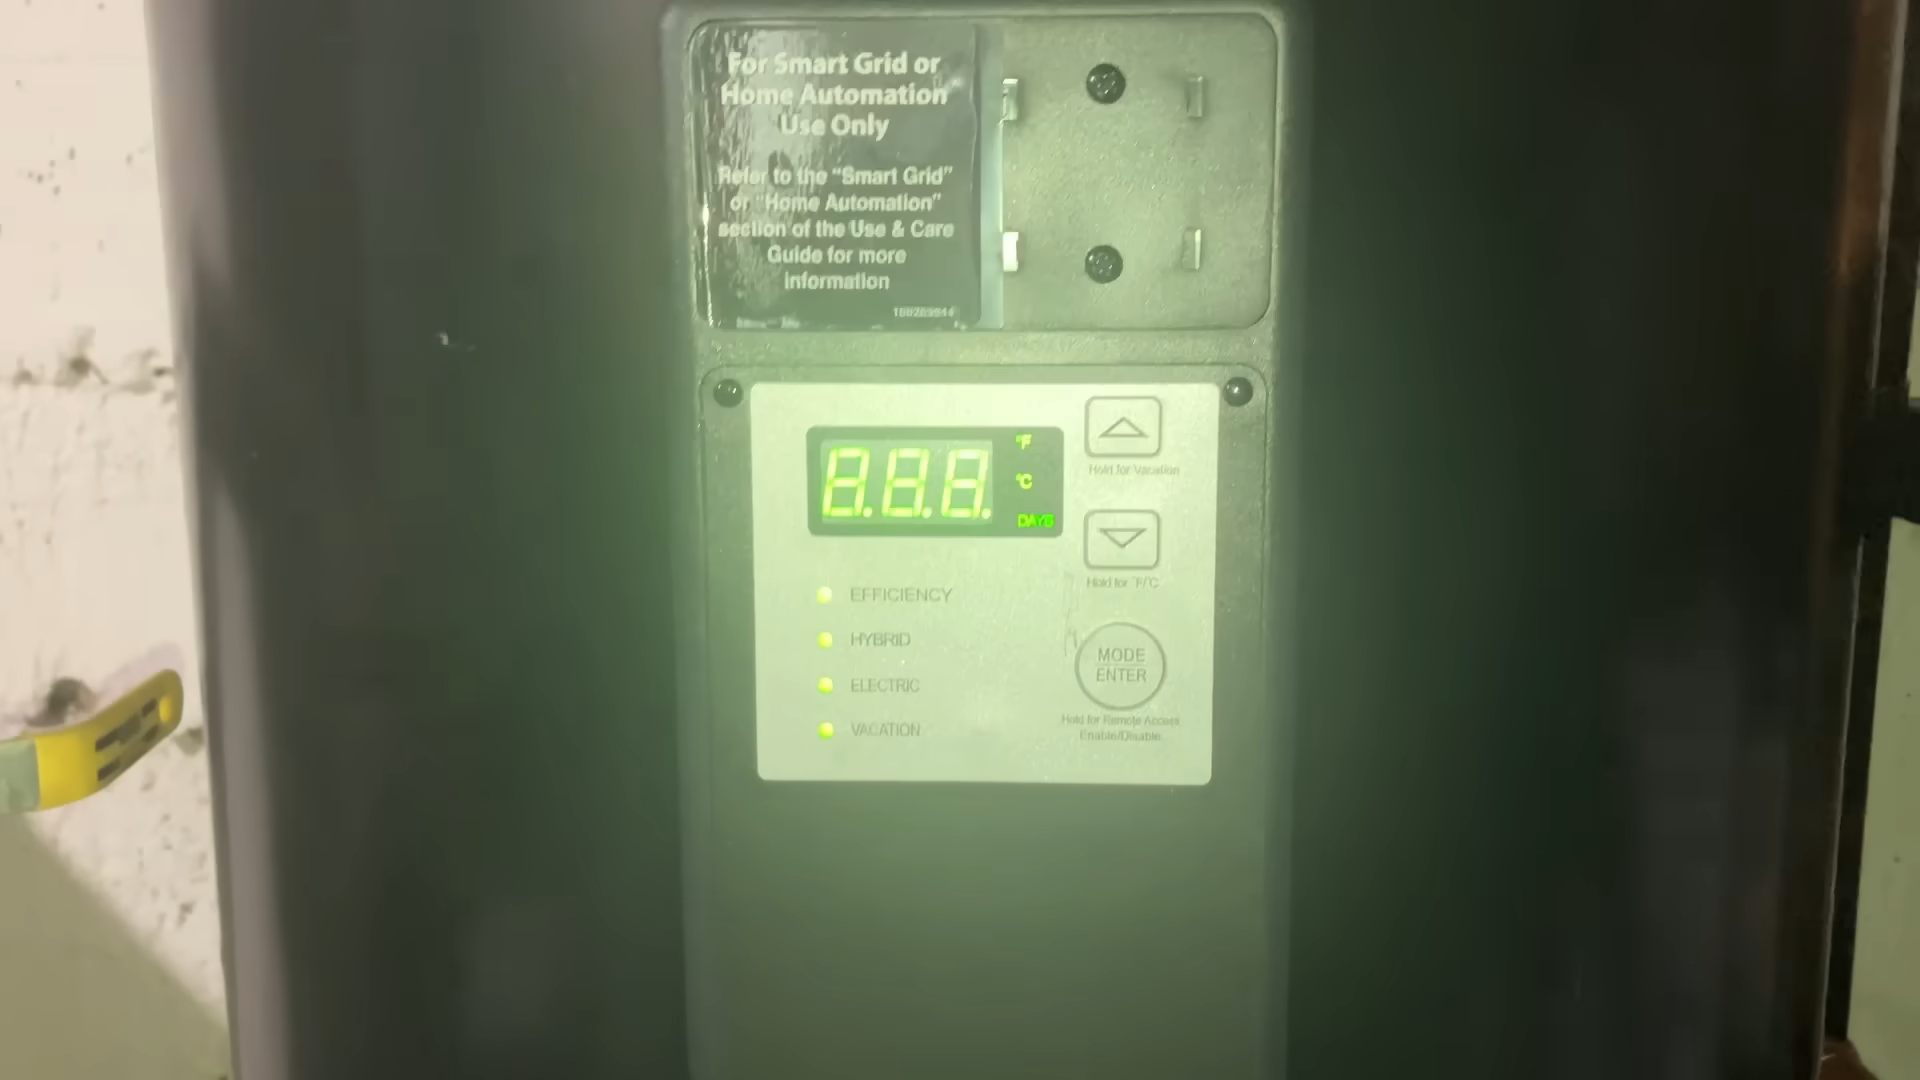 For Smart Grid or
Home Automation
Use Only
Refer to the “Smart Grid”
or “Home Automation”
section of the Use & Care
Guide for more
information
8.8.8.
°F
°C
DAYS
Hold for Vacation
Hold for °F/°C
EFFICIENCY
HYBRID
ELECTRIC
VACATION
MODE
ENTER
Hold for Remote Access
Enable/Disable